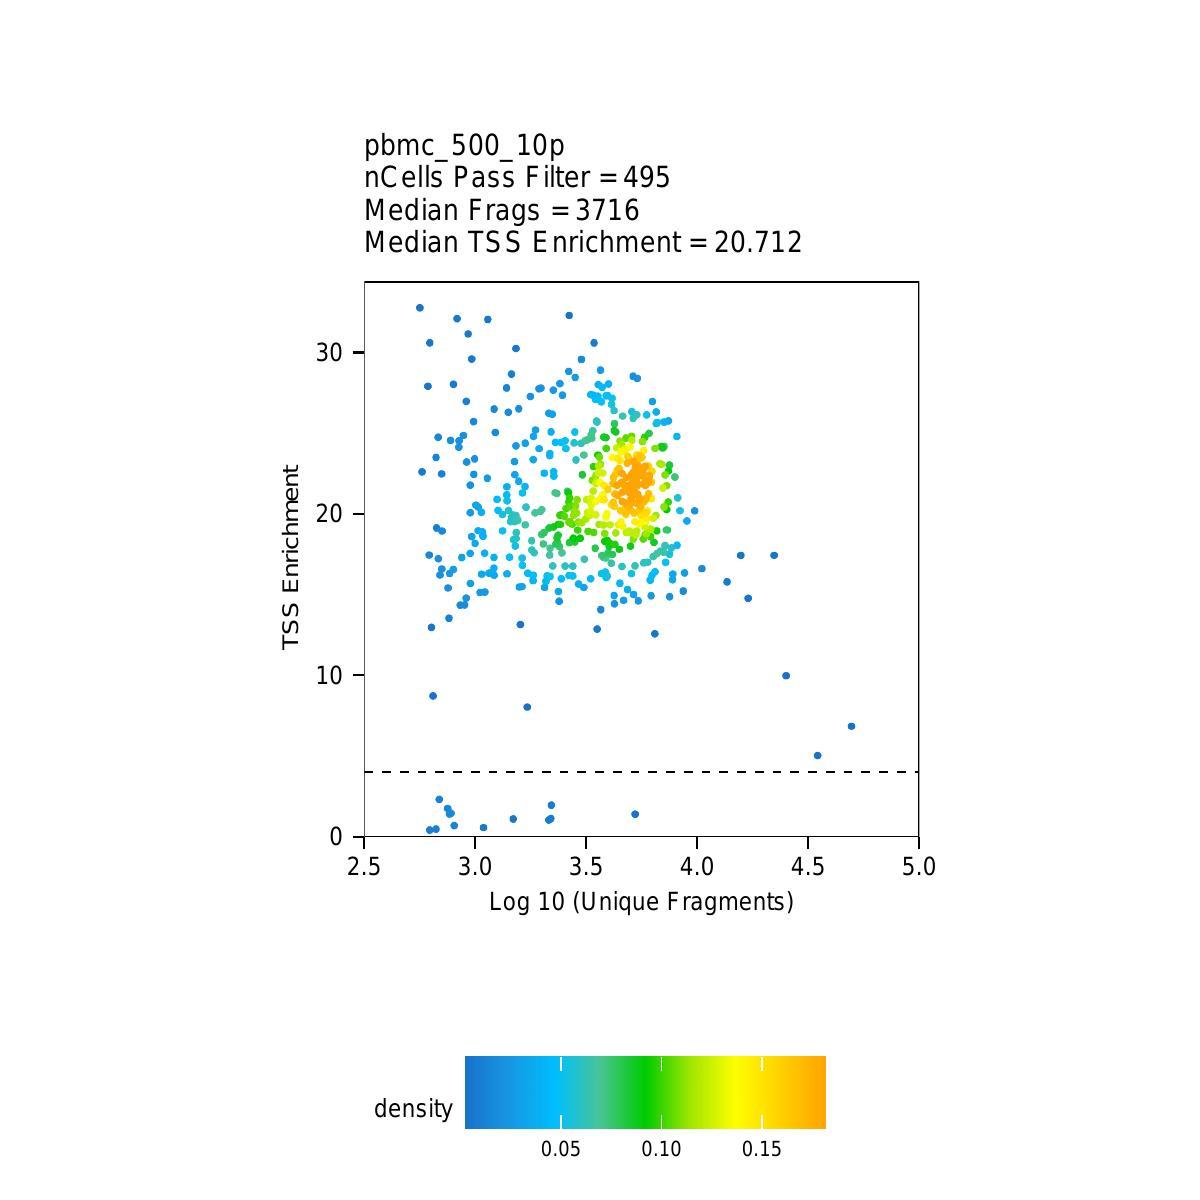 pbmc_500_10p
nCells Pass Filter = 495
Median Frags = 3716
Median TSS Enrichment = 20.712
30
20
10
0
TSS Enrichment
2.5 3.0 3.5 4.0 4.5 5.0
Log 10 (Unique Fragments)
density
0.05 0.10 0.15